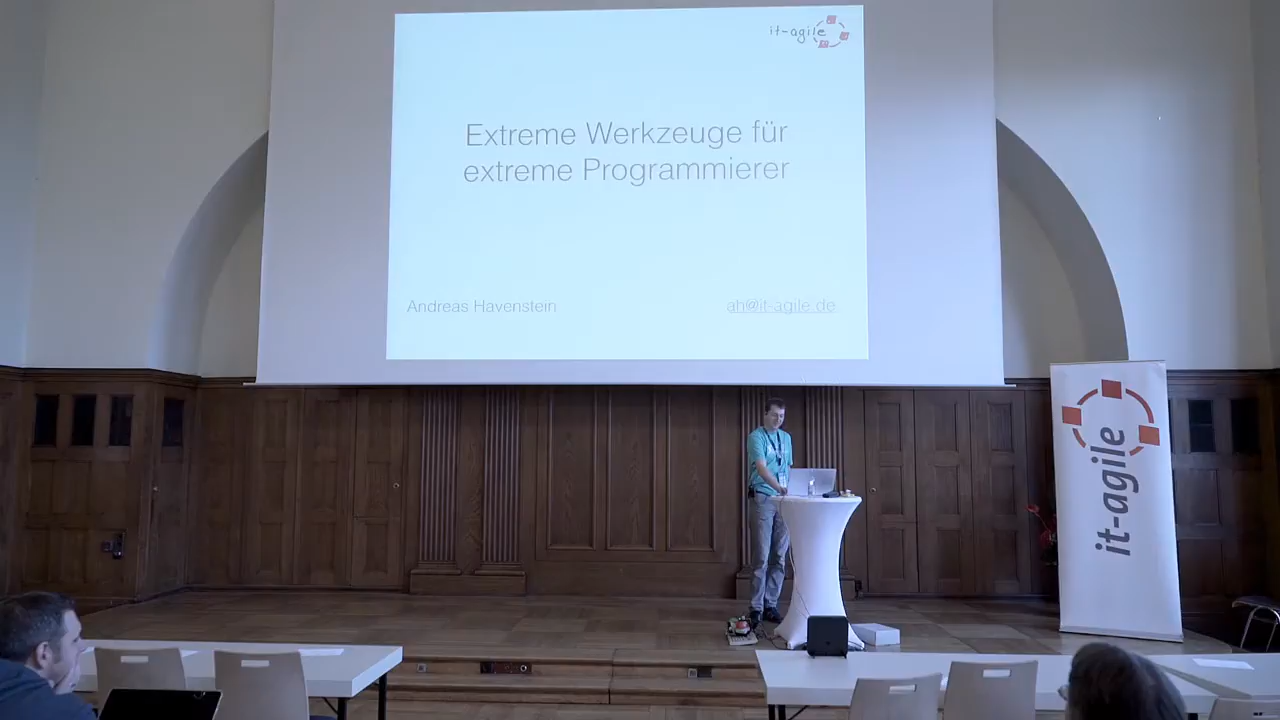 it-agile
Extreme Werkzeuge für
extreme Programmierer
Andreas Havenstein
ah@it-agile.de
it-agile